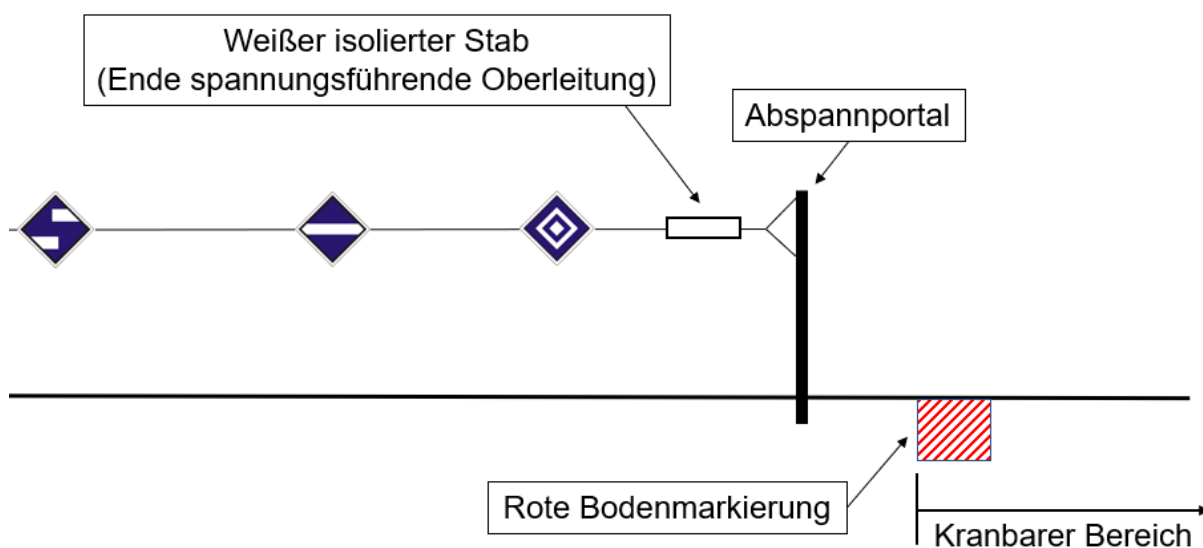 Weißer isolierter Stab
(Ende spannungsführende Oberleitung)
Abspannportal
Rote Bodenmarkierung
Kranbarer Bereich